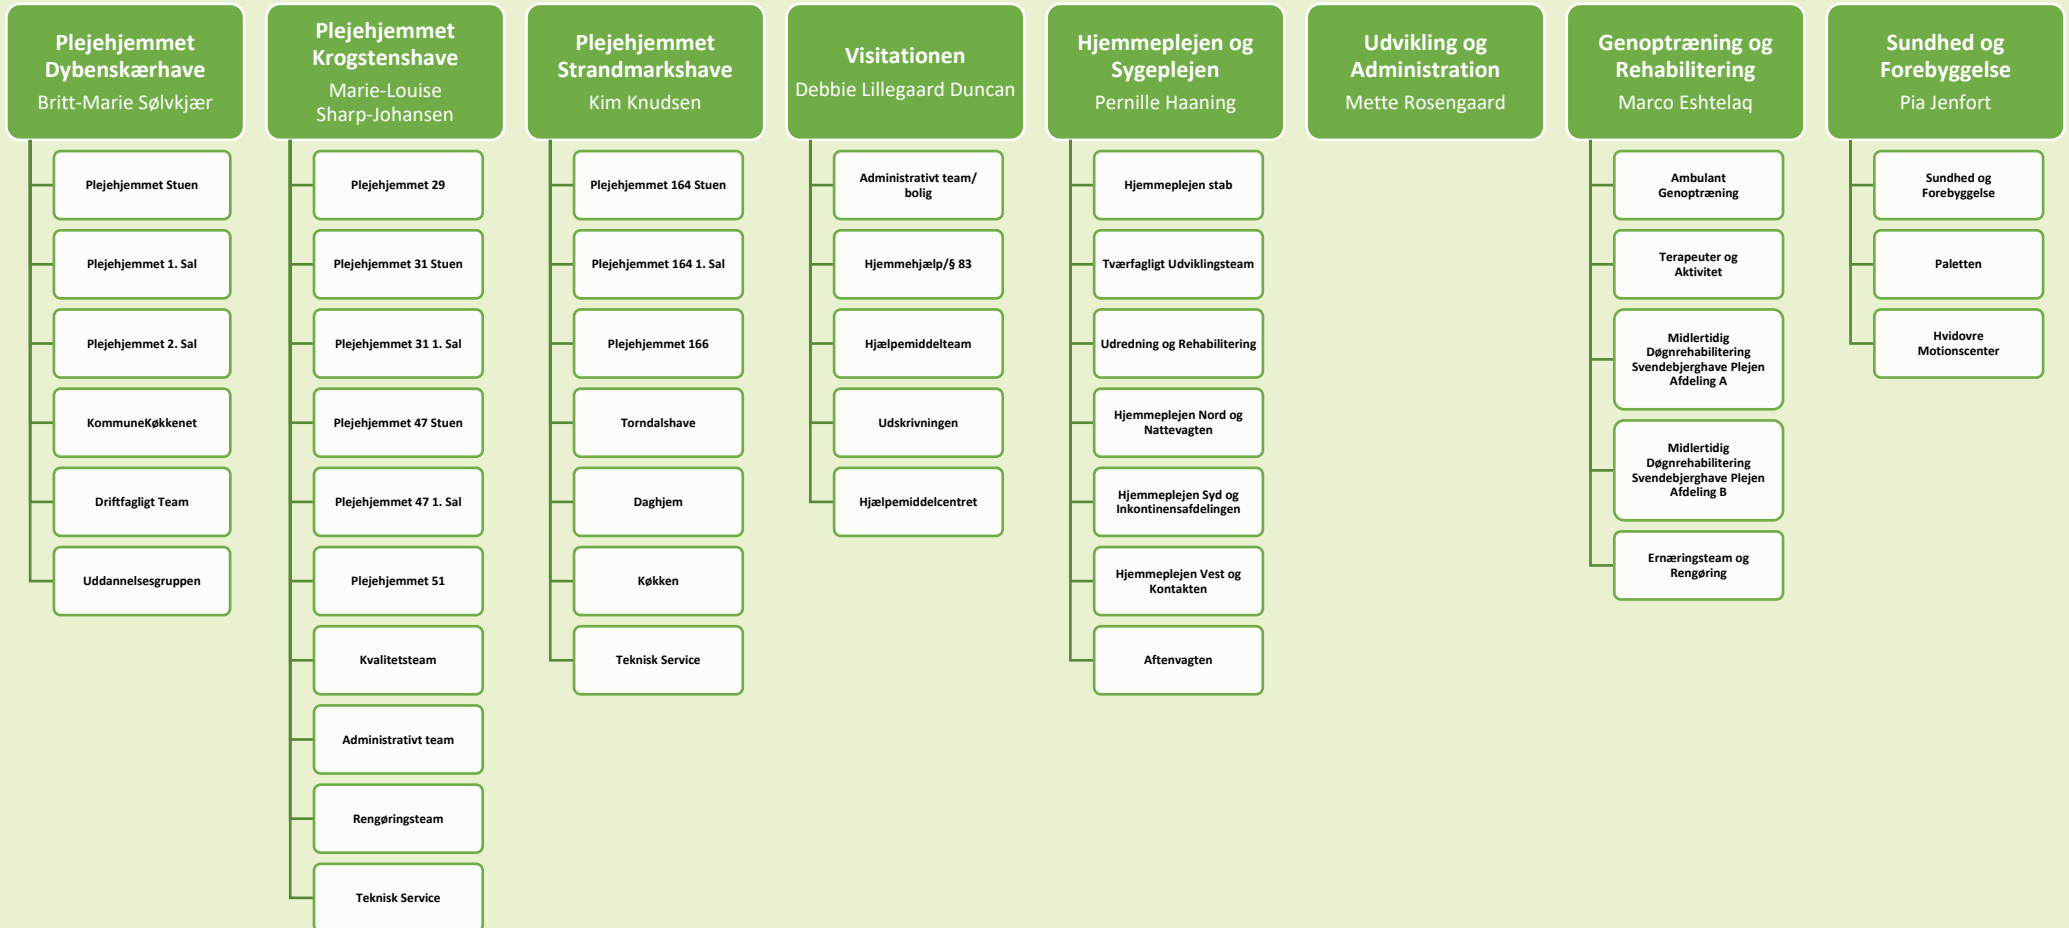 Plejehjemmet
Dybenskærhave
Britt-Marie Sølvkjær
Plejehjemmet Stuen
Plejehjemmet 1. Sal
Plejehjemmet 2. Sal
KommuneKøkkenet
Driftfagligt Team
Uddannelsesgruppen
Plejehjemmet
Krogstenshave
Marie-Louise
Sharp-Johansen
Plejehjemmet 29
Plejehjemmet 31 Stuen
Plejehjemmet 31 1. Sal
Plejehjemmet 47 Stuen
Plejehjemmet 47 1. Sal
Plejehjemmet 51
Kvalitetsteam
Administrativt team
Rengøringsteam
Teknisk Service
Plejehjemmet
Strandmarkshave
Kim Knudsen
Plejehjemmet 164 Stuen
Plejehjemmet 164 1. Sal
Plejehjemmet 166
Torndalshave
Daghjem
Køkken
Teknisk Service
Visitationen
Debbie Lillegaard Duncan
Administrativt team/
bolig
Hjemmehjælp/§ 83
Hjælpemiddelteam
Udskrivningen
Hjælpemiddelcentret
Hjemmeplejen og
Sygeplejen
Pernille Haaning
Hjemmeplejen stab
Tværfagligt Udviklingsteam
Udredning og Rehabilitering
Hjemmeplejen Nord og
Nattevagten
Hjemmeplejen Syd og
Inkontinensafdelingen
Hjemmeplejen Vest og
Kontakten
Aftenvagten
Udvikling og
Administration
Mette Rosengaard
Genoptræning og
Rehabilitering
Marco Eshtelaq
Ambulant
Genoptræning
Terapeuter og
Aktivitet
Midlertidig
Døgnrehabilitering
Svendebjerghave Plejen
Afdeling A
Midlertidig
Døgnrehabilitering
Svendebjerghave Plejen
Afdeling B
Ernæringsteam og
Rengøring
Sundhed og
Forebyggelse
Pia Jenfort
Sundhed og
Forebyggelse
Paletten
Hvidovre
Motionscenter